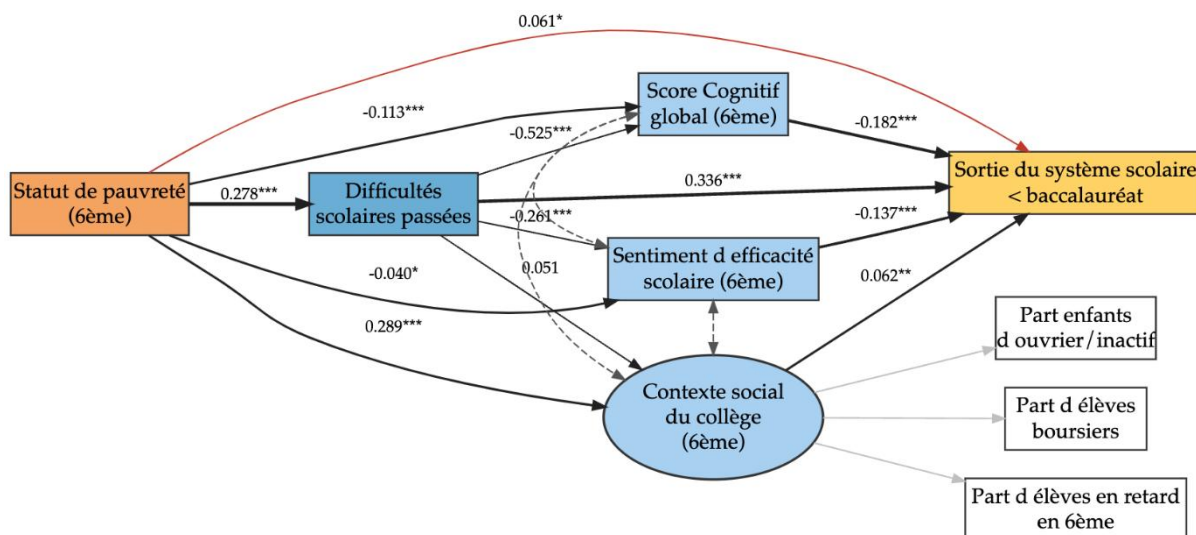 0.061*
Score Cognitif
global (6ème)
-0.113***
-0.525***
-0.182***
Statut de pauvreté
(6ème)
0.278***
Difficultés
scolaires passées
0.336***
Sortie du système scolaire
< baccalauréat
-0.261***
-0.137***
Sentiment d efficacité
scolaire (6ème)
-0.040*
0.051
0.062**
0.289***
Part enfants
d ouvrier/inactif
Contexte social
du collège
(6ème)
Part d élèves
boursiers
Part d élèves en retard
en 6ème